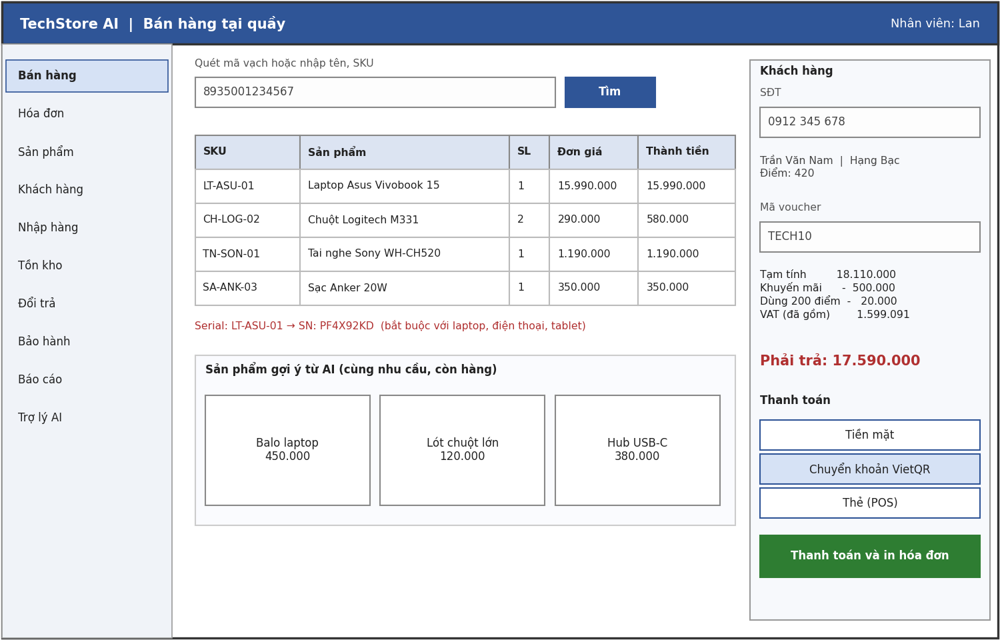 TechStore AI | Bán hàng tại quầy
Nhân viên: Lan
Bán hàng
Hóa đơn
Sản phẩm
Khách hàng
Nhập hàng
Tồn kho
Đổi trả
Bảo hành
Báo cáo
Trợ lý AI
Quét mã vạch hoặc nhập tên, SKU
8935001234567
Tìm
SKU Sản phẩm SL Đơn giá Thành tiền
LT-ASU-01 Laptop Asus Vivobook 15 1 15.990.000 15.990.000
CH-LOG-02 Chuột Logitech M331 2 290.000 580.000
TN-SON-01 Tai nghe Sony WH-CH520 1 1.190.000 1.190.000
SA-ANK-03 Sạc Anker 20W 1 350.000 350.000
Serial: LT-ASU-01 → SN: PF4X92KD (bắt buộc với laptop, điện thoại, tablet)
Sản phẩm gợi ý từ AI (cùng nhu cầu, còn hàng)
Balo laptop
450.000
Lót chuột lớn
120.000
Hub USB-C
380.000
Khách hàng
SĐT
0912 345 678
Trần Văn Nam | Hạng Bạc
Điểm: 420
Mã voucher
TECH10
Tạm tính 18.110.000
Khuyến mãi - 500.000
Dùng 200 điểm - 20.000
VAT (đã gồm) 1.599.091
Phải trả: 17.590.000
Thanh toán
Tiền mặt
Chuyển khoản VietQR
Thẻ (POS)
Thanh toán và in hóa đơn